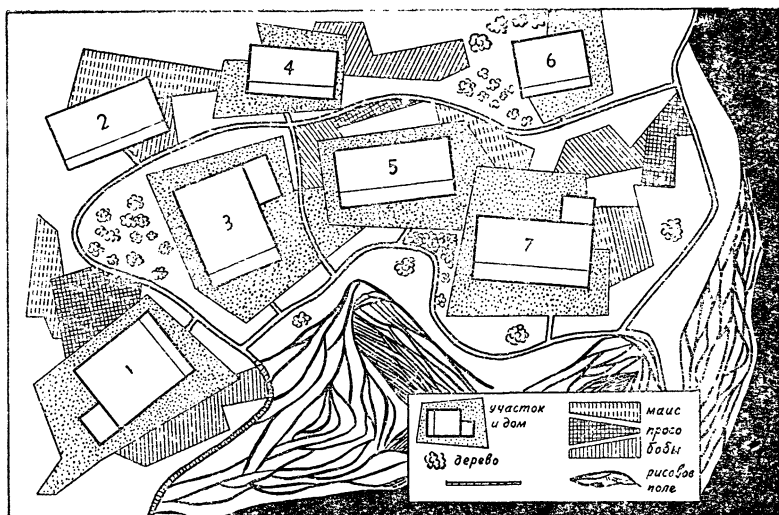 4
6
2
5
3
7
1
участок
и дом
дерево
маис
просо
бобы
рисовое
поле